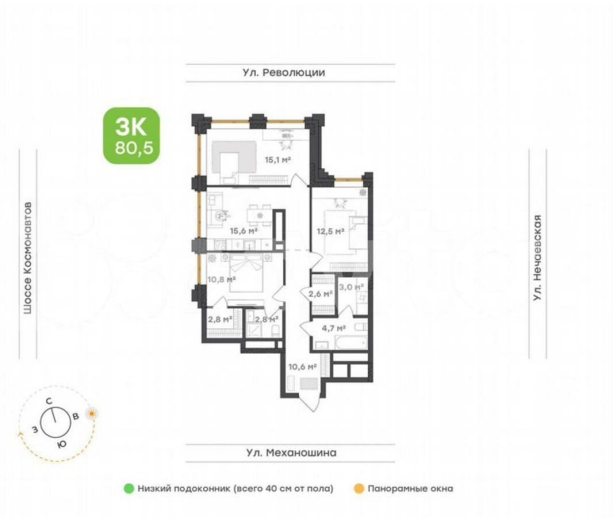 Ул. Революции
3К
80,5
15,1 м²
15,6 м²
12,5 м²
10,8 м²
2,6 м²
3,0 м²
2,8 м²
2,8 м²
4,7 м²
10,6 м²
Шоссе Космонавтов
Ул. Нечаевская
С
В
З
Ю
Ул. Механошина
Низкий подоконник (всего 40 см от пола)
Панорамные окна